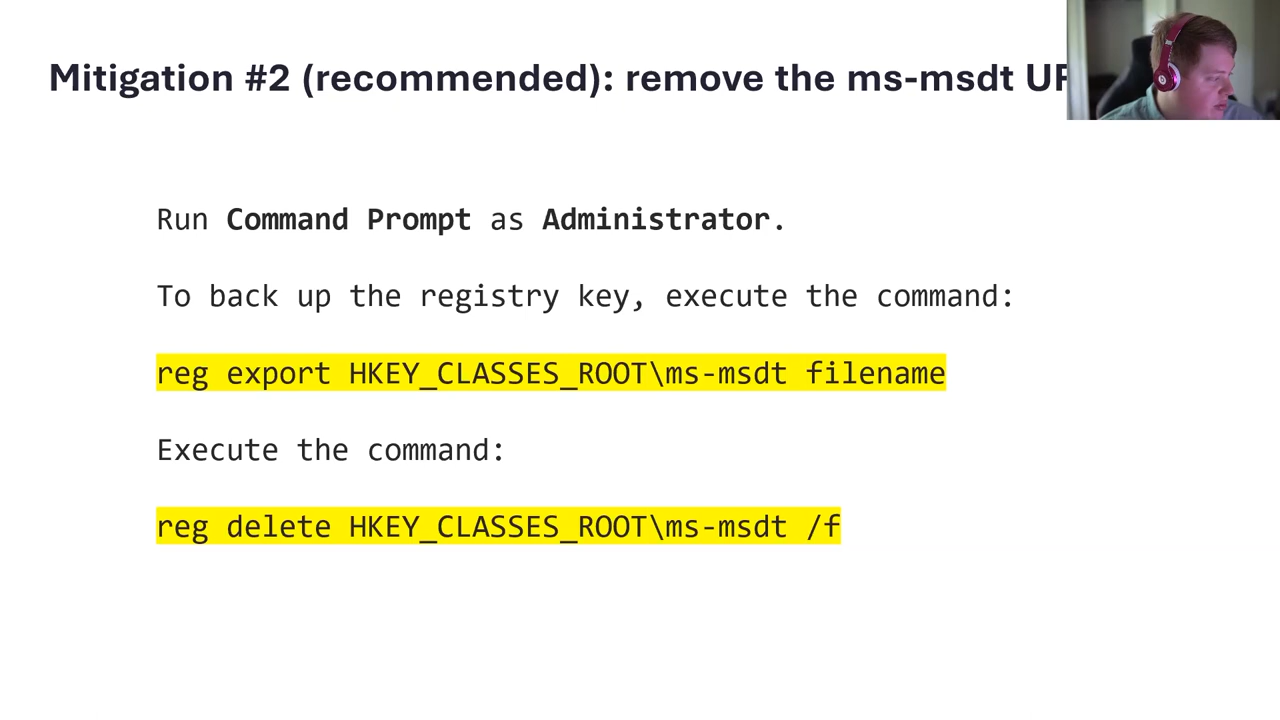 Mitigation #2 (recommended): remove the ms-msdt
Run Command Prompt as Administrator.
To back up the registry key, execute the command:
reg export HKEY_CLASSES_ROOT\ms-msdt filename
Execute the command:
reg delete HKEY_CLASSES_ROOT\ms-msdt /f